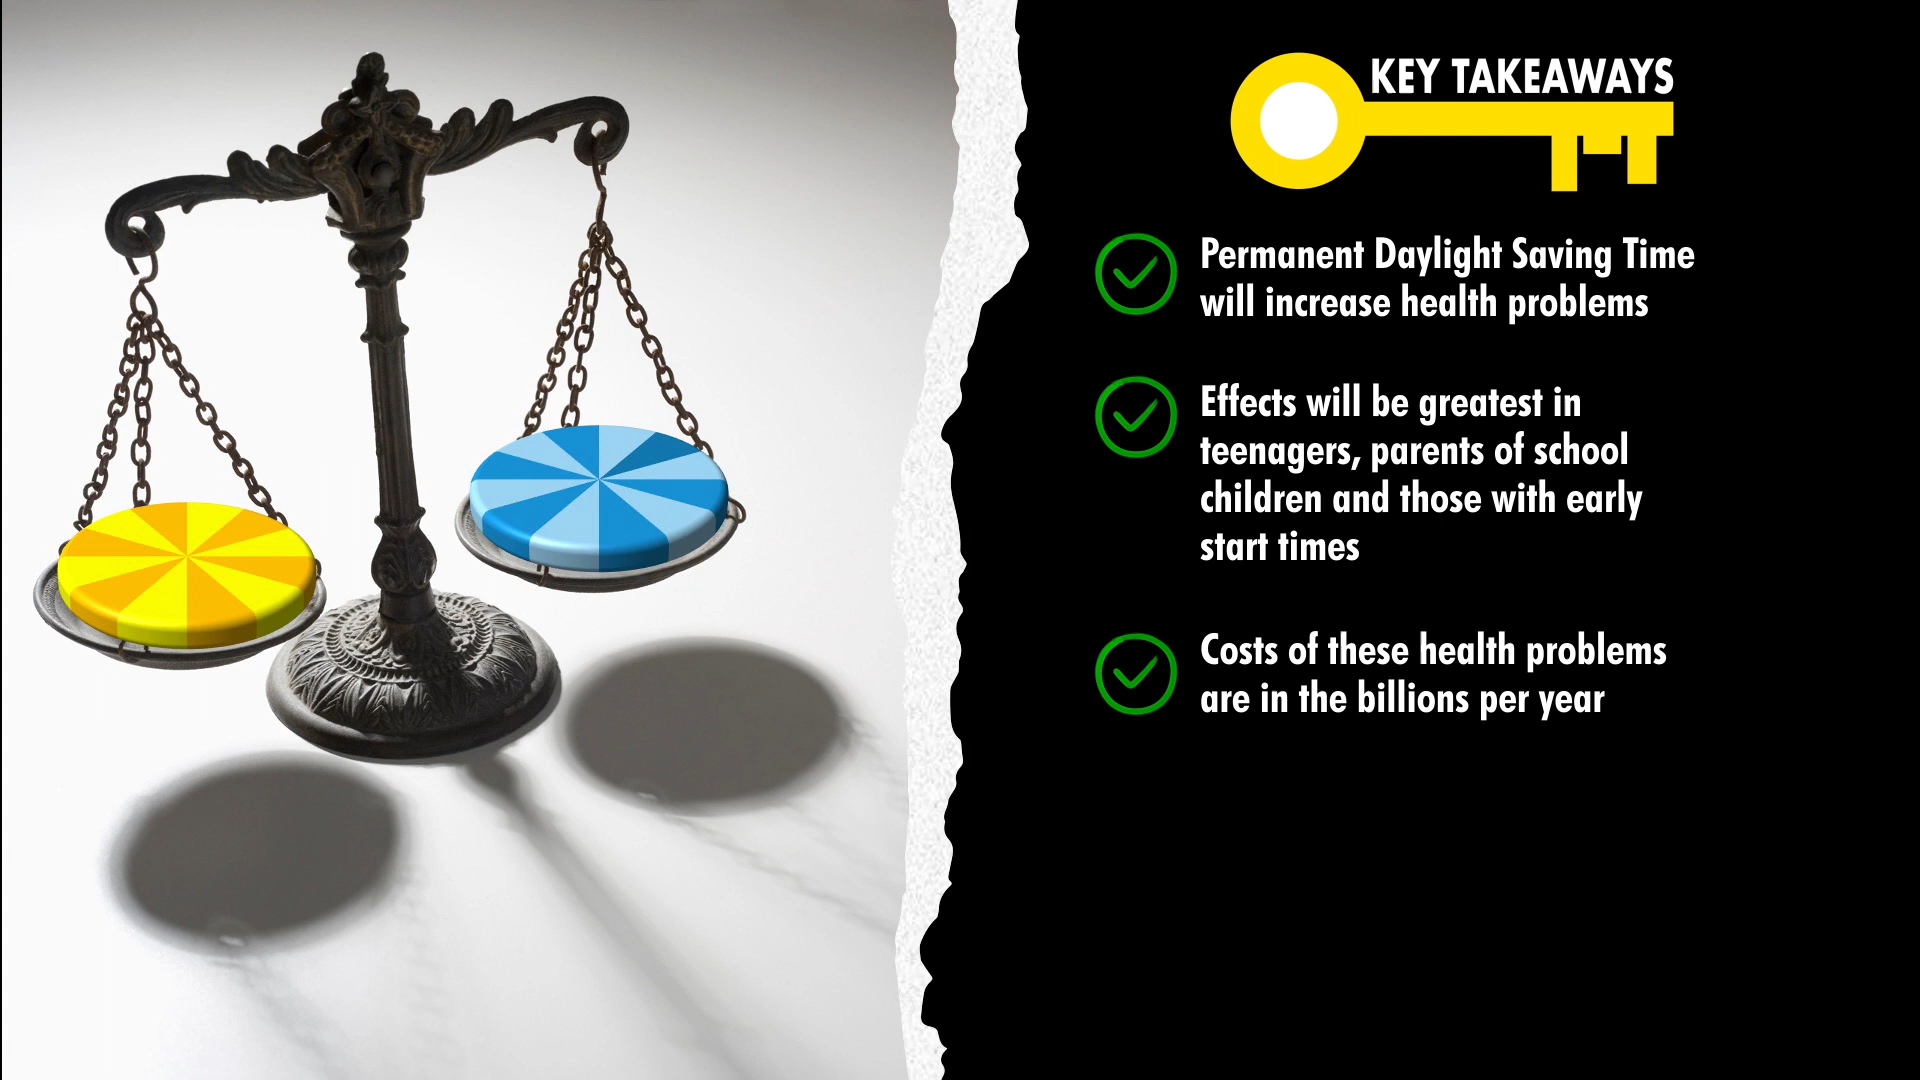 KEY TAKEAWAYS
Permanent Daylight Saving Time
will increase health problems
Effects will be greatest in
teenagers, parents of school
children and those with early
start times
Costs of these health problems
are in the billions per year